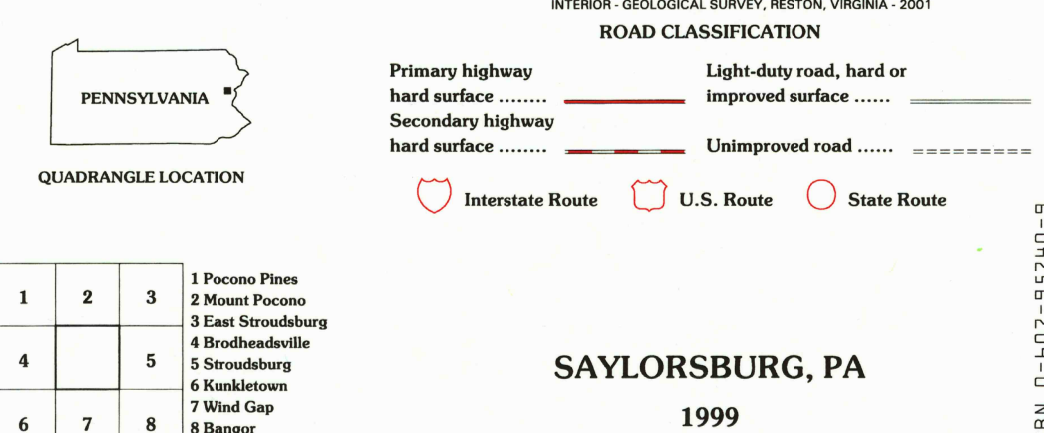 INTERIOR - GEOLOGICAL SURVEY, RESTON, VIRGINIA - 2001
ROAD CLASSIFICATION
Primary highway
hard surface ........
Light-duty road, hard or
improved surface ......
Secondary highway
hard surface ........
Unimproved road ......
Interstate Route
U.S. Route
State Route
PENNSYLVANIA
QUADRANGLE LOCATION
1 2 3
4 5
6 7 8
1 Pocono Pines
2 Mount Pocono
3 East Stroudsburg
4 Brodheadsville
5 Stroudsburg
6 Kunkletown
7 Wind Gap
8 Bangor
SAYLORSBURG, PA
1999